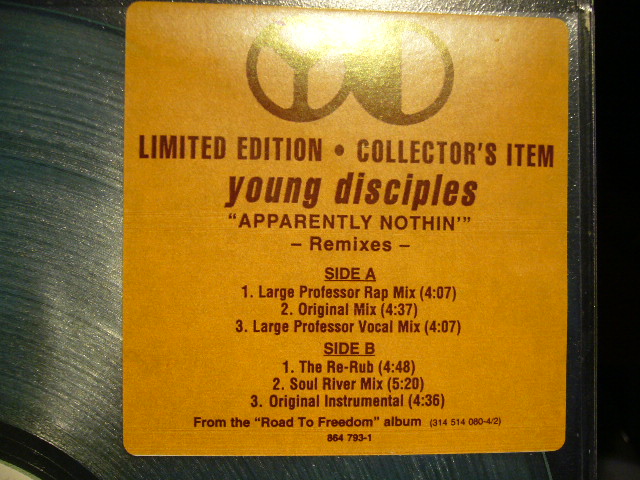 YD
LIMITED EDITION • COLLECTOR'S ITEM
young disciples
"APPARENTLY NOTHIN'"
– Remixes –
SIDE A
1. Large Professor Rap Mix (4:07)
2. Original Mix (4:37)
3. Large Professor Vocal Mix (4:07)
SIDE B
1. The Re-Rub (4:48)
2. Soul River Mix (5:20)
3. Original Instrumental (4:36)
From the "Road To Freedom" album (314 514 080-4/2)
864 793-1